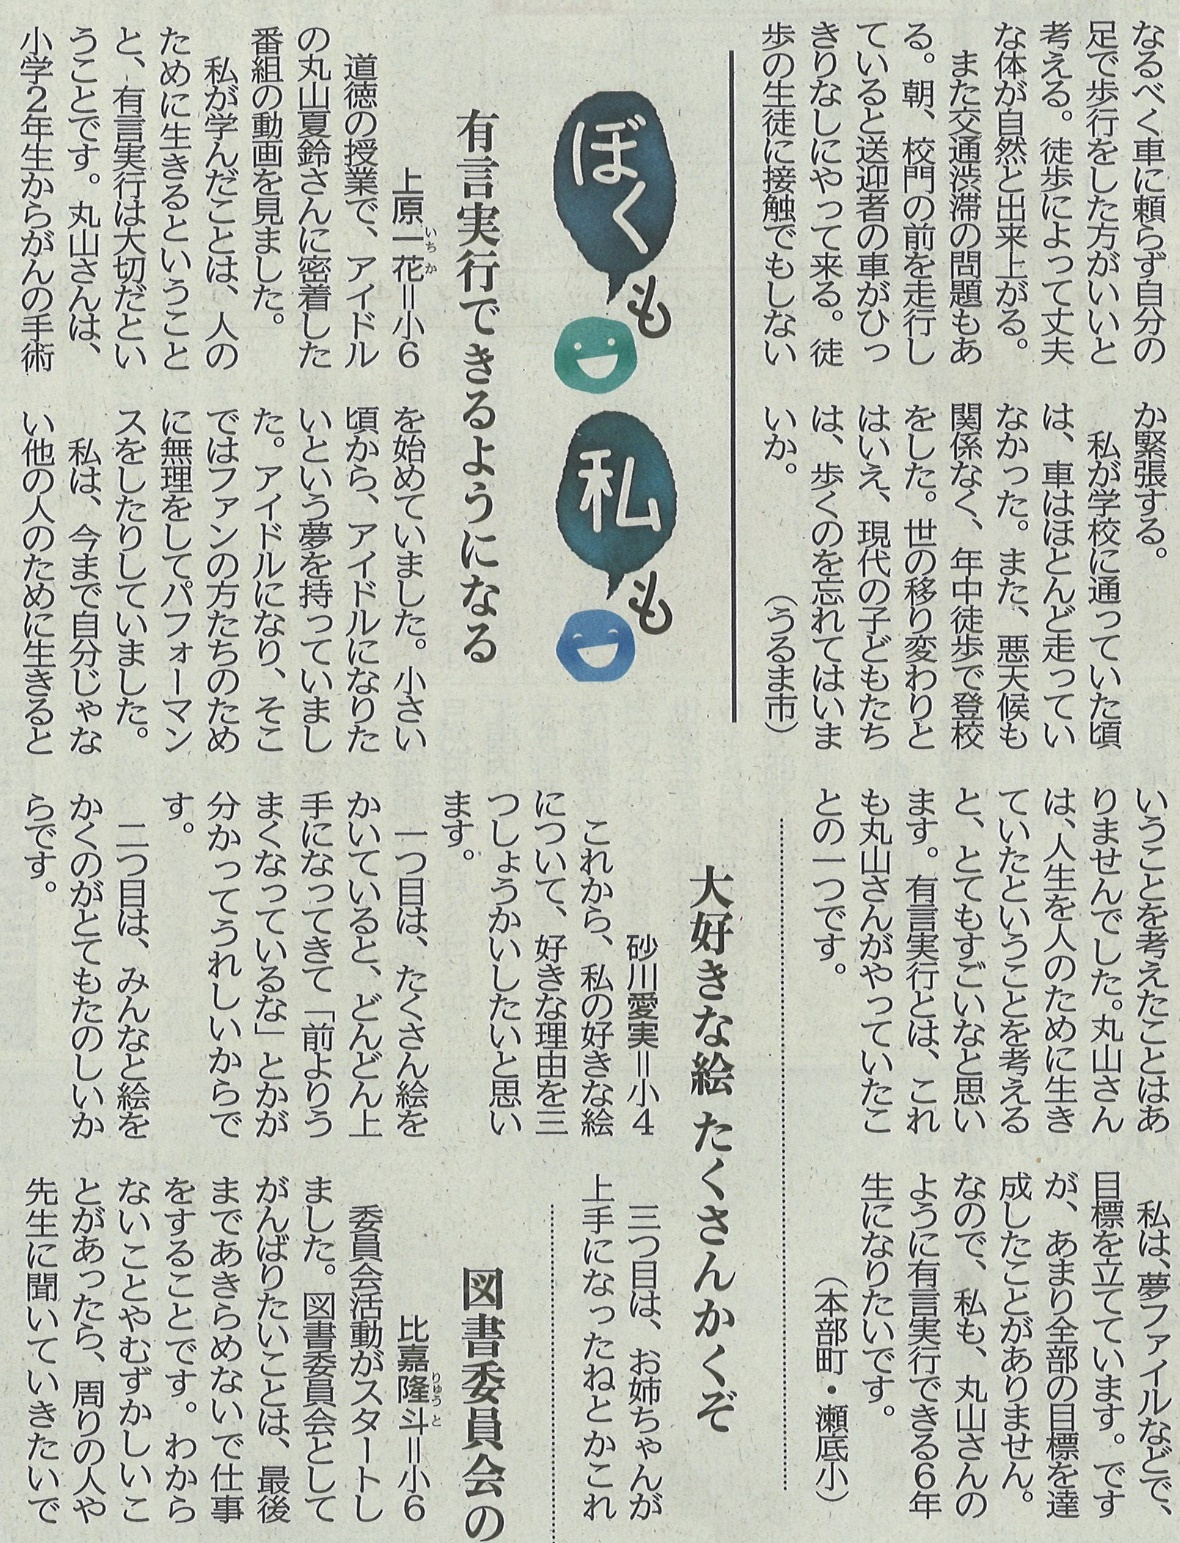 なるべく車に頼らず自分の
足で歩行をした方がいいと
考える。徒歩によって丈夫
な体が自然と出来上がる。
また交通渋滞の問題もあ
る。朝、校門の前を走行し
ていると送迎者の車がひっ
きりなしにやって来る。徒
歩の生徒に接触でもしない
か緊張する。
私が学校に通っていた頃
は、車はほとんど走ってい
なかった。また、悪天候も
関係なく、年中徒歩で登校
をした。世の移り変わりと
はいえ、現代の子どもたち
は、歩くのを忘れてはいま
いか。
（うるま市）
ぼくも
私も
有言実行できるようになる
上原一花＝小6
いちか
道徳の授業で、アイドル
の丸山夏鈴さんに密着した
番組の動画を見ました。
私が学んだことは、人の
ために生きるということ
と、有言実行は大切だとい
うことです。丸山さんは、
小学2年生からがんの手術
を始めていました。小さい
頃から、アイドルになりた
いという夢を持っていまし
た。アイドルになり、そこ
ではファンの方たちのため
に無理をしてパフォーマン
スをしたりしていました。
私は、今まで自分じゃな
い他の人のために生きると
いうことを考えたことはあ
りませんでした。丸山さん
は、人生を人のために生き
ていたということを考える
と、とてもすごいなと思い
ます。有言実行とは、これ
も丸山さんがやっていたこ
との一つです。
私は、夢ファイルなどで、
目標を立てています。です
が、あまり全部の目標を達
成したことがありません。
なので、私も、丸山さんの
ように有言実行できる6年
生になりたいです。
（本部町・瀬底小）
大好きな絵 たくさんかくぞ
砂川愛実＝小4
これから、私の好きな絵
について、好きな理由を三
つしょうかいしたいと思い
ます。
一つ目は、たくさん絵を
かいていると、どんどん上
手になってきて「前よりう
まくなっているな」とかが
分かってうれしいからで
す。
二つ目は、みんなと絵を
かくのがとてもたのしいか
らです。
三つ目は、お姉ちゃんが
上手になったねとかこれ
図書委員会の
比嘉隆斗＝小6
りゅうと
委員会活動がスタートし
ました。図書委員会として
がんばりたいことは、最後
まであきらめないで仕事
をすることです。わから
ないことやむずかしいこ
とがあったら、周りの人や
先生に聞いていきたいで